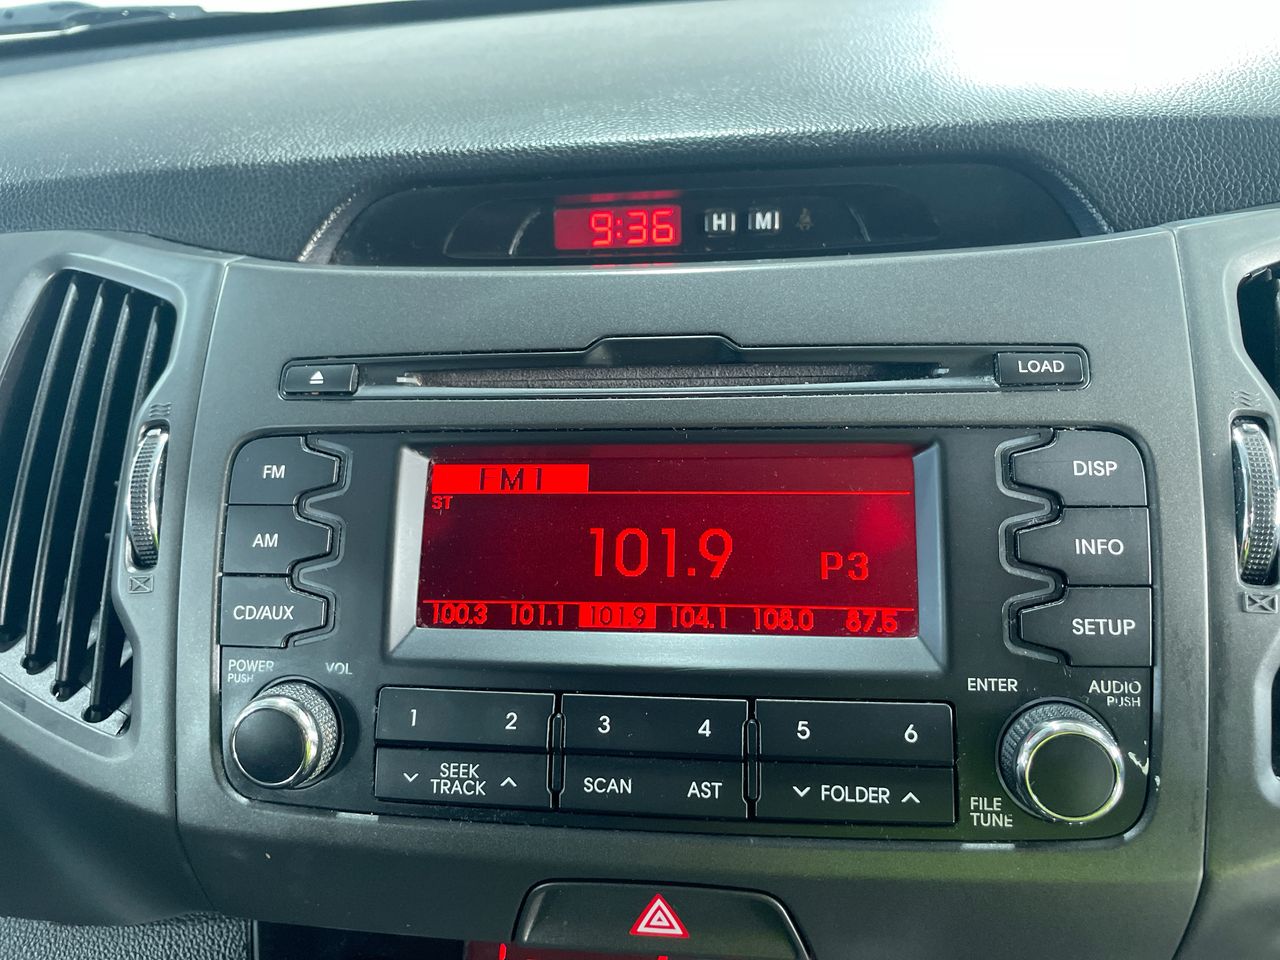 9:36 H M
LOAD
FM
DISP
FM1
ST
101.9
P3
AM
INFO
CD/AUX
SETUP
100.3 101.1 101.9 104.1 108.0 87.5
POWER
PUSH
VOL
ENTER
AUDIO
PUSH
1 2 3 4 5 6
SEEK
TRACK
SCAN AST
FOLDER
FILE
TUNE